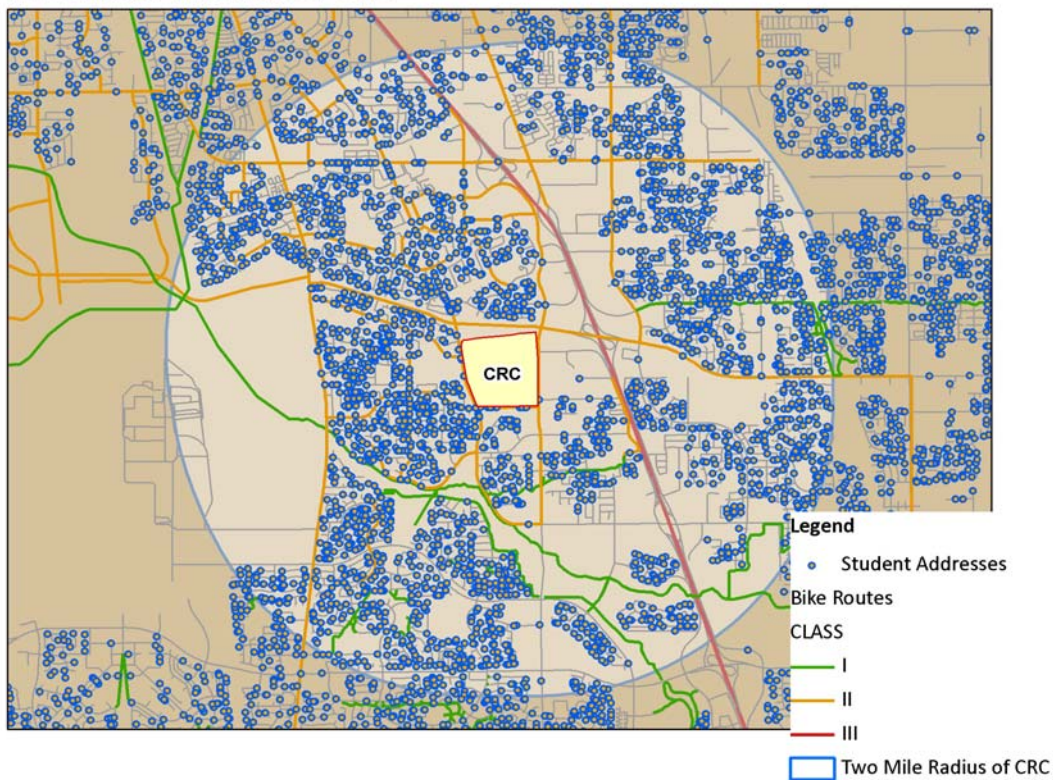 CRC
Legend
Student Addresses
Bike Routes
CLASS
I
II
III
Two Mile Radius of CRC